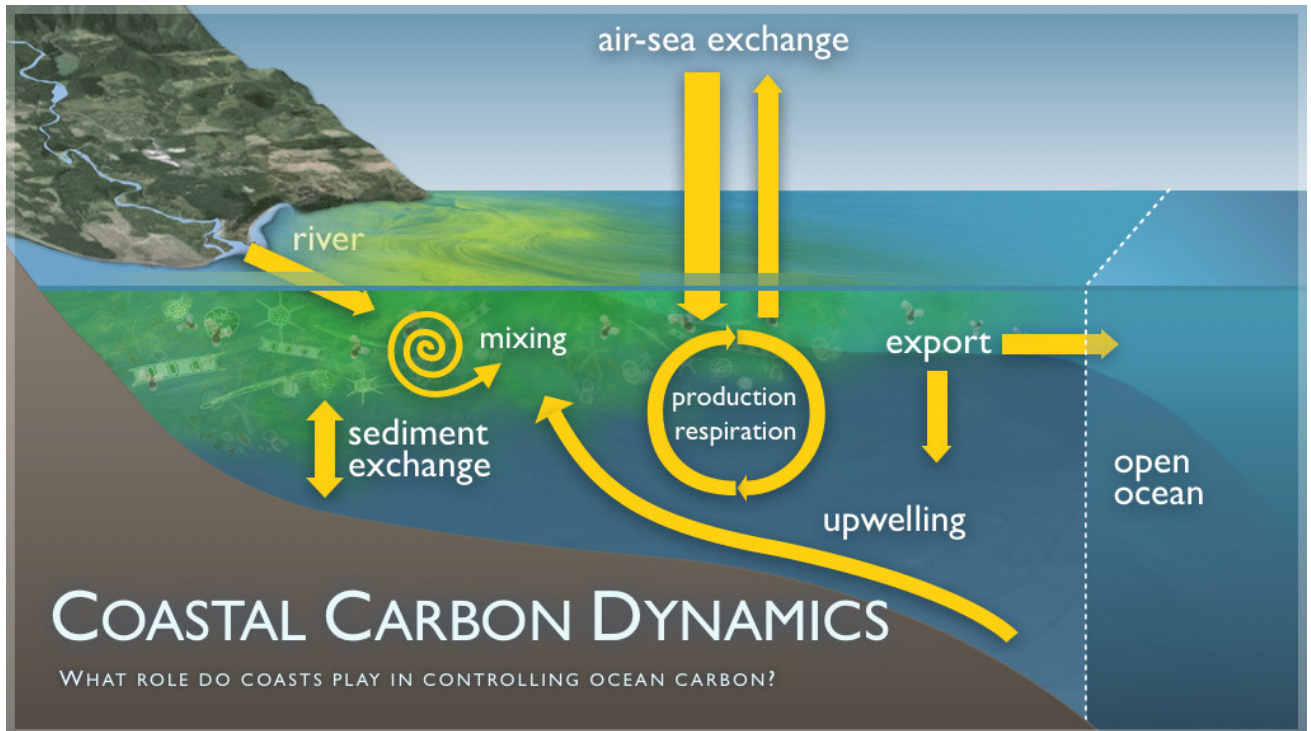 air-sea exchange
river
mixing
export
production
respiration
sediment
exchange
open
ocean
upwelling
COASTAL CARBON DYNAMICS
WHAT ROLE DO COASTS PLAY IN CONTROLLING OCEAN CARBON?